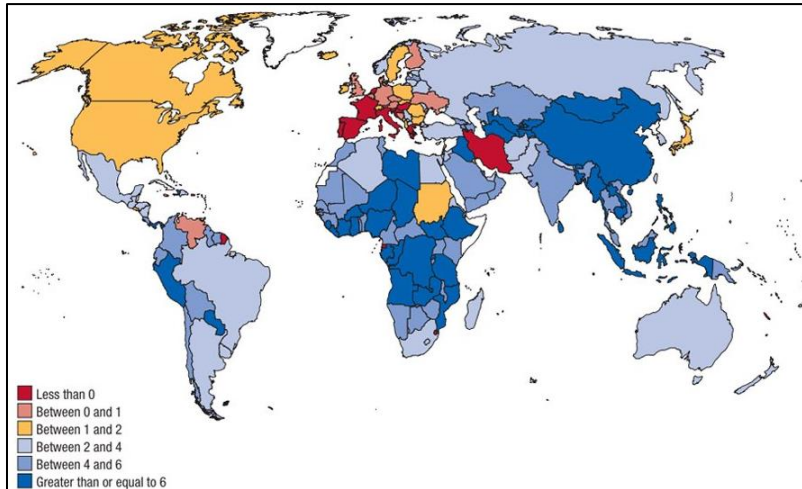 Less than 0
Between 0 and 1
Between 1 and 2
Between 2 and 4
Between 4 and 6
Greater than or equal to 6